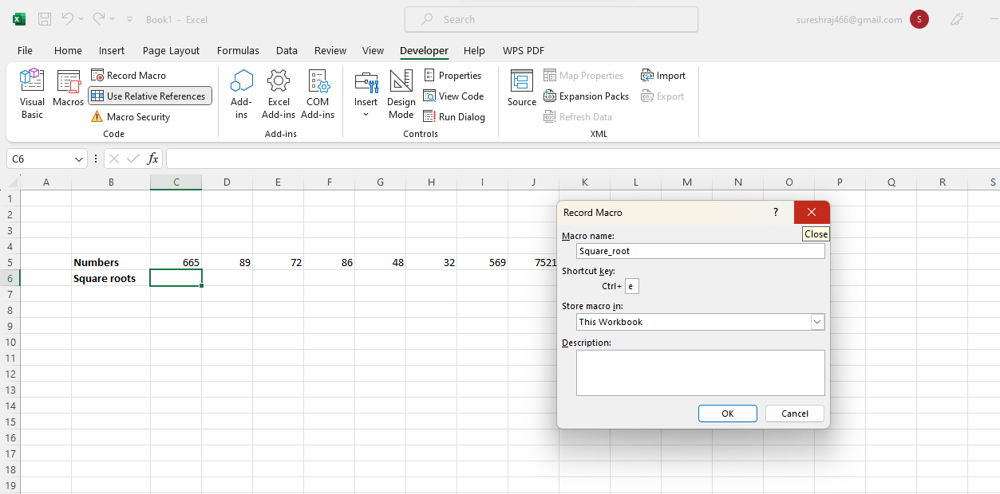 Book1 - Excel
Search
sureshraj466@gmail.com S
File Home Insert Page Layout Formulas Data Review View Developer Help WPS PDF
Visual Basic
Macros
Record Macro
Use Relative References
Macro Security
Code
Add-ins
Excel Add-ins
COM Add-ins
Add-ins
Insert
Design Mode
Properties
View Code
Run Dialog
Controls
Source
Map Properties
Expansion Packs
Refresh Data
Import
Export
XML
C6 fx
A B C D E F G H I J K L M N O P Q R S
1
2
3
4
5 Numbers 665 89 72 86 48 32 569 7521
6 Square roots
7
8
9
10
11
12
13
14
15
16
17
18
19
Record Macro ?
Close
Macro name:
Square_root
Shortcut key:
Ctrl+ e
Store macro in:
This Workbook
Description:
OK Cancel